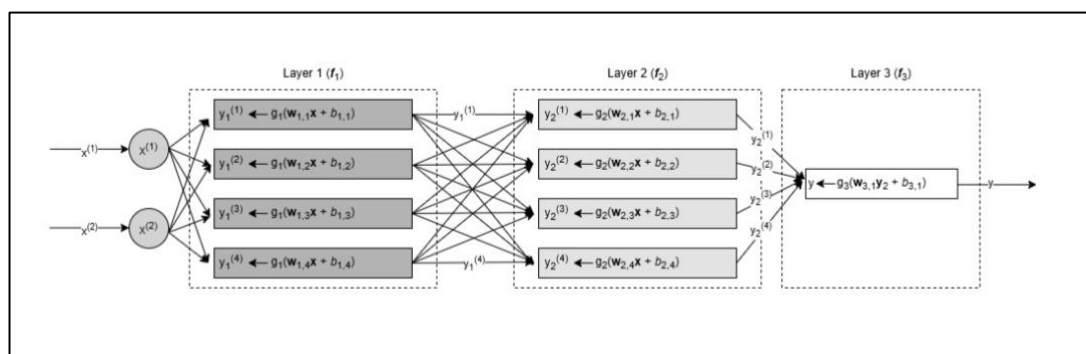 Layer 1 (f₁) Layer 2 (f₂) Layer 3 (f₃)
y₁⁽¹⁾ ← g₁(w₁,₁x + b₁,₁) y₁⁽¹⁾ y₂⁽¹⁾ ← g₂(w₂,₁x + b₂,₁)
y₂⁽¹⁾
x⁽¹⁾ x⁽¹⁾ y₁⁽²⁾ ← g₁(w₁,₂x + b₁,₂) y₂⁽²⁾ ← g₂(w₂,₂x + b₂,₂) y₂⁽²⁾
y ← g₃(w₃,₁y₂ + b₃,₁) y
x⁽²⁾ x⁽²⁾ y₁⁽³⁾ ← g₁(w₁,₃x + b₁,₃) y₂⁽³⁾ ← g₂(w₂,₃x + b₂,₃) y₂⁽³⁾
y₂⁽⁴⁾
y₁⁽⁴⁾ ← g₁(w₁,₄x + b₁,₄) y₁⁽⁴⁾ y₂⁽⁴⁾ ← g₂(w₂,₄x + b₂,₄)